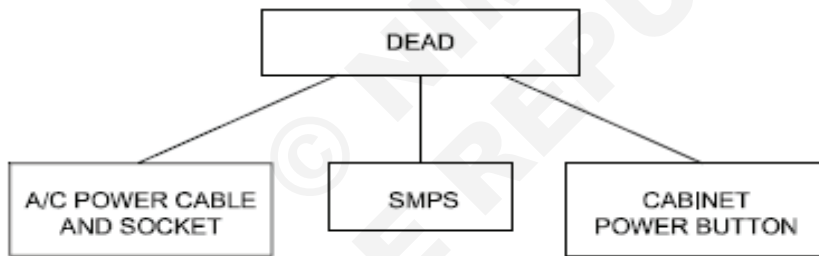 DEAD
A/C POWER CABLE
AND SOCKET
SMPS
CABINET
POWER BUTTON